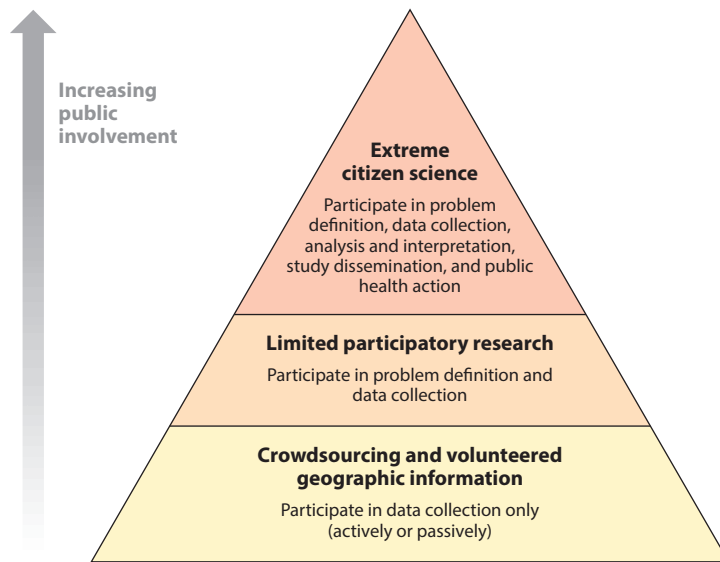 Increasing
public
involvement
Extreme
citizen science
Participate in problem
definition, data collection,
analysis and interpretation,
study dissemination, and public
health action
Limited participatory research
Participate in problem definition and
data collection
Crowdsourcing and volunteered
geographic information
Participate in data collection only
(actively or passively)